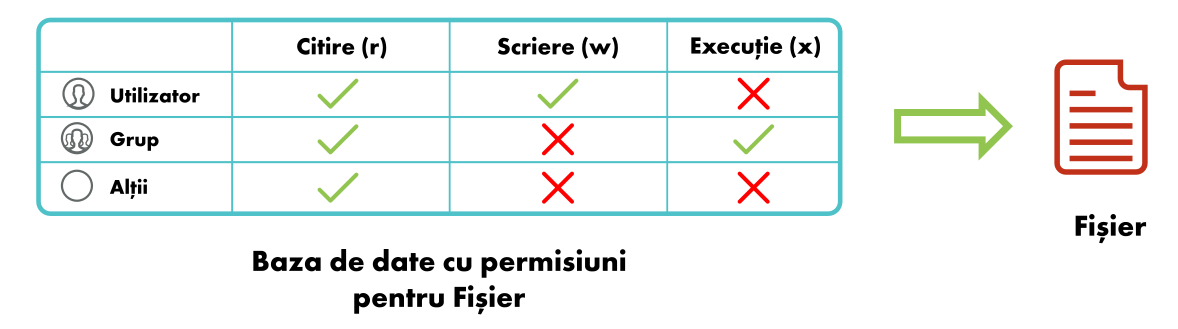 Citire (r) Scriere (w) Execuție (x)
Utilizator
Grup
Alții
Fișier
Baza de date cu permisiuni
pentru Fișier